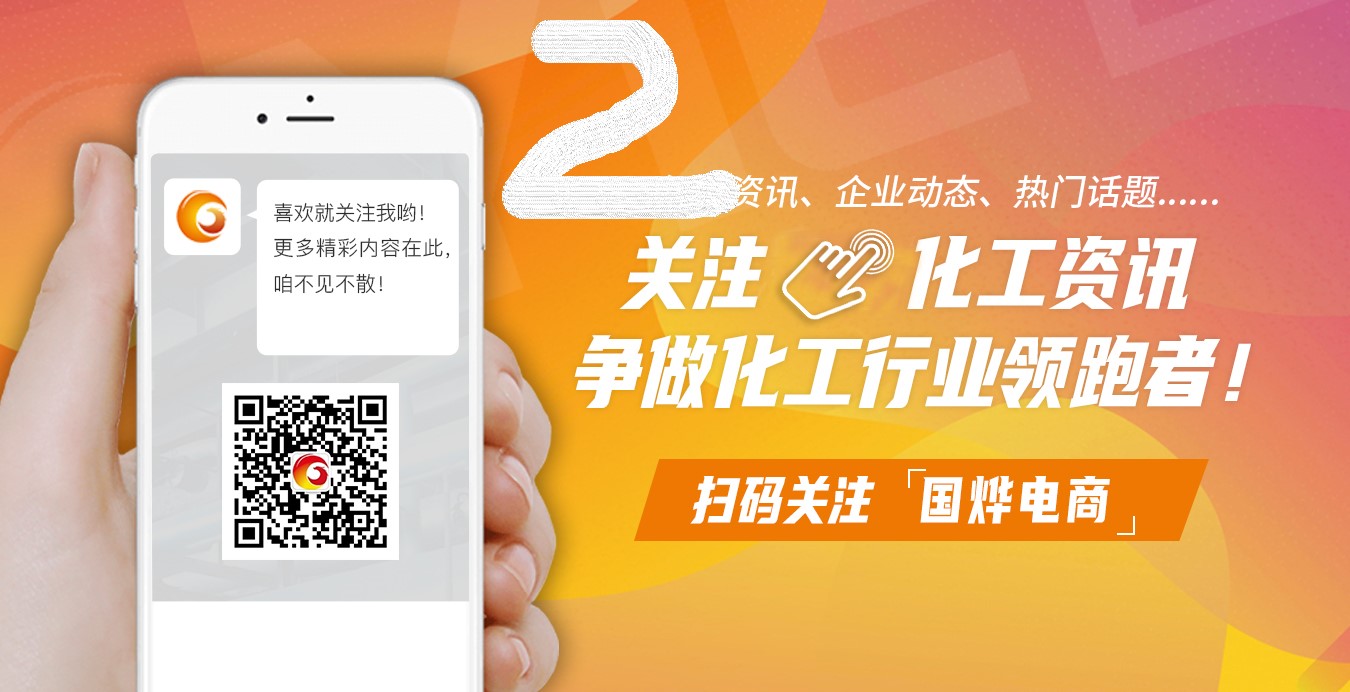 2
资讯、企业动态、热门话题......
关注 化工资讯
争做化工行业领跑者！
扫码关注「国烨电商」
喜欢就关注我哟！
更多精彩内容在此，
咱不见不散！